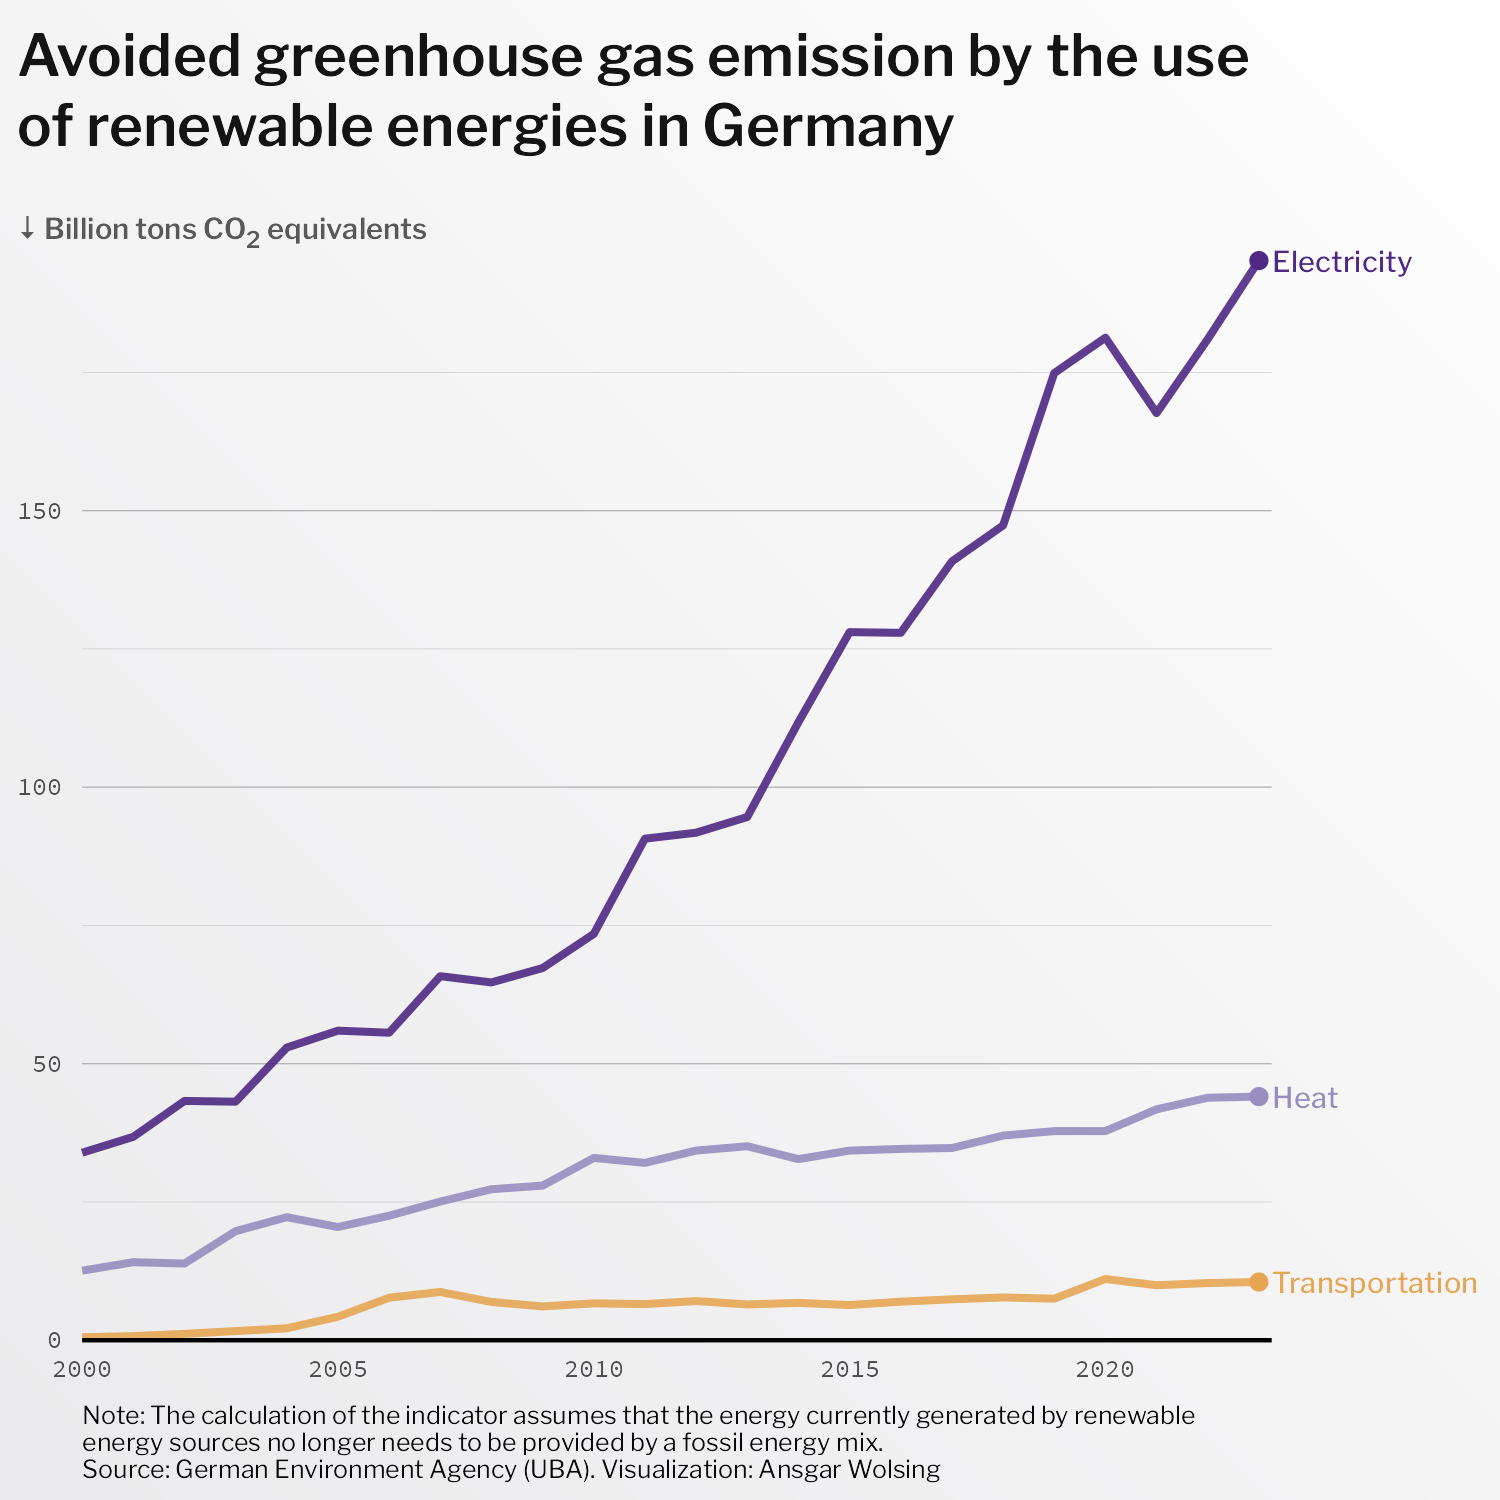 Avoided greenhouse gas emission by the use
of renewable energies in Germany
↓ Billion tons CO₂ equivalents
Electricity
150
100
50
Heat
Transportation
0
2000 2005 2010 2015 2020
Note: The calculation of the indicator assumes that the energy currently generated by renewable
energy sources no longer needs to be provided by a fossil energy mix.
Source: German Environment Agency (UBA). Visualization: Ansgar Wolsing